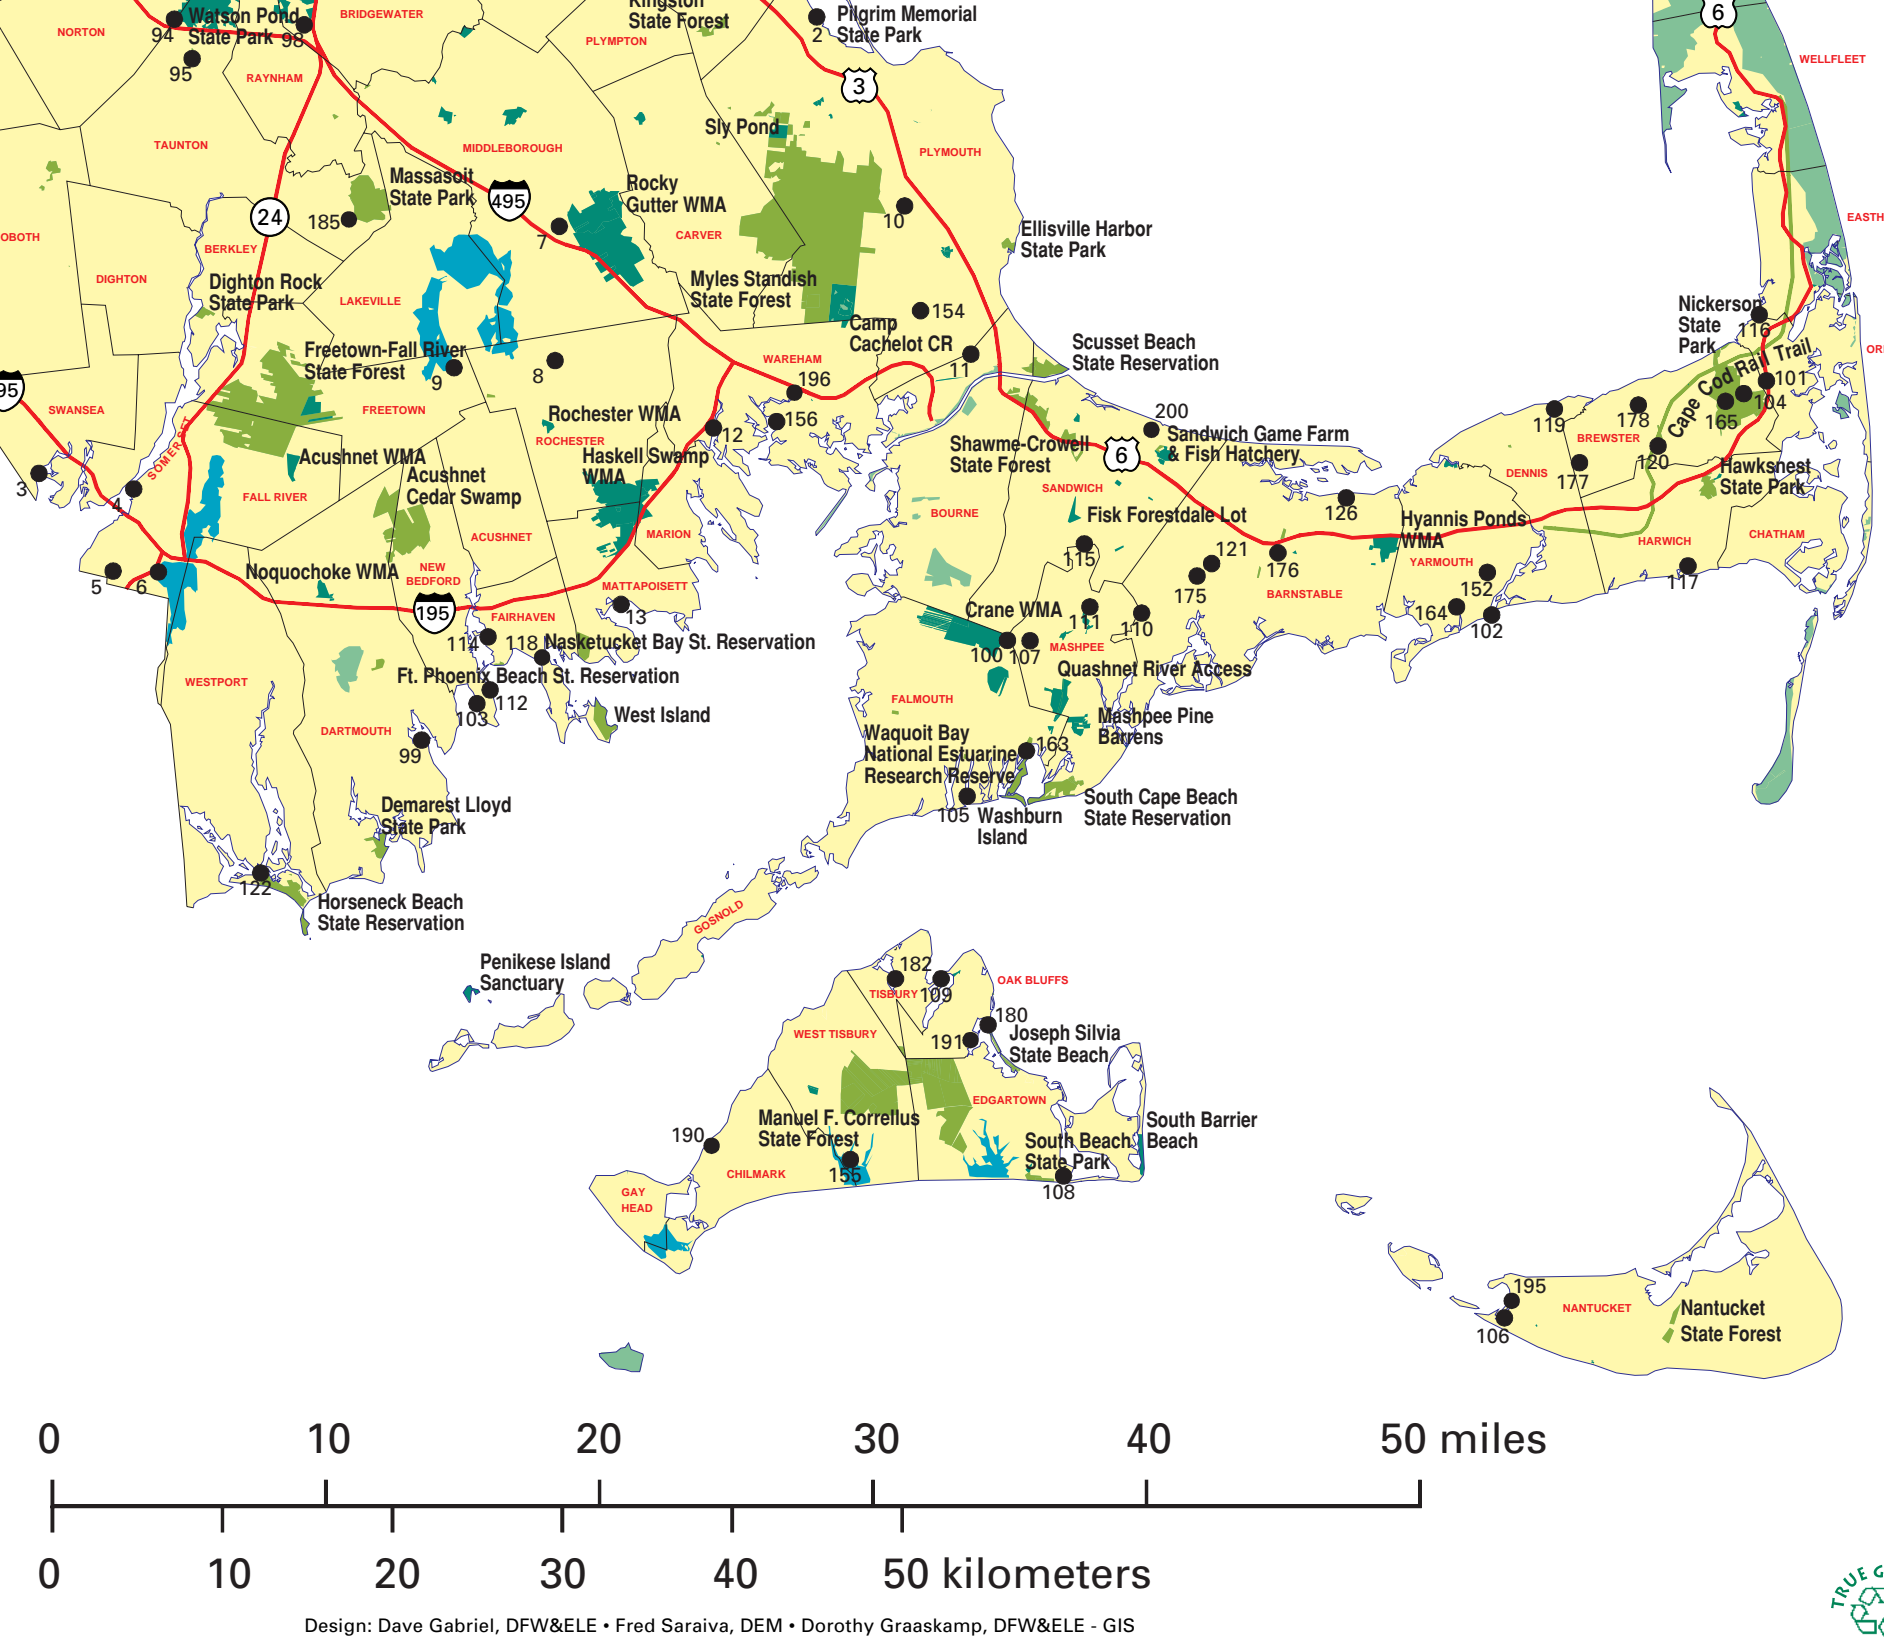 Kingston
State Forest
Pilgrim Memorial
State Park
2
Watson Pond
State Park
94
98
95
NORTON
BRIDGEWATER
PLYMPTON
RAYNHAM
3
6
WELLFLEET
TAUNTON
MIDDLEBOROUGH
Sly Pond
PLYMOUTH
Massasoit
State Park
185
24
495
Rocky
Gutter WMA
7
CARVER
10
Ellisville Harbor
State Park
EASTH
OBOTH
BERKLEY
DIGHTON
Dighton Rock
State Park
LAKEVILLE
Myles Standish
State Forest
154
Camp
Cachelot CR
11
Nickerson
State
Park
116
Scusset Beach
State Reservation
Freetown-Fall River
State Forest
9
8
WAREHAM
196
156
12
95
SWANSEA
FREETOWN
SOMERSET
Rochester WMA
ROCHESTER
Haskell Swamp
WMA
200
Sandwich Game Farm
& Fish Hatchery
Shawme-Crowell
State Forest
6
SANDWICH
Cape Cod Rail Trail
101
104
165
178
119
BREWSTER
120
177
DENNIS
Hawksnest
State Park
OR
3
4
Acushnet WMA
Acushnet
Cedar Swamp
FALL RIVER
ACUSHNET
MARION
BOURNE
Fisk Forestdale Lot
126
Hyannis Ponds
WMA
YARMOUTH
HARWICH
CHATHAM
5
6
Noquochoke WMA
NEW
BEDFORD
195
MATTAPOISETT
FAIRHAVEN
13
115
121
175
176
BARNSTABLE
152
164
102
117
Crane WMA
111
110
100
107
MASHPEE
114
118
Nasketucket Bay St. Reservation
Ft. Phoenix Beach St. Reservation
Quashnet River Access
WESTPORT
112
103
West Island
FALMOUTH
Mashpee Pine
Barrens
DARTMOUTH
99
Waquoit Bay
National Estuarine
Research Reserve
163
105
Washburn
Island
South Cape Beach
State Reservation
Demarest Lloyd
State Park
122
Horseneck Beach
State Reservation
GOSNOLD
Penikese Island
Sanctuary
182
TISBURY
109
OAK BLUFFS
WEST TISBURY
180
191
Joseph Silvia
State Beach
EDGARTOWN
Manuel F. Correllus
State Forest
190
155
CHILMARK
South Beach
State Park
108
South Barrier
Beach
GAY
HEAD
195
106
NANTUCKET
Nantucket
State Forest
0 10 20 30 40 50 miles
0 10 20 30 40 50 kilometers
TRUE G
Design: Dave Gabriel, DFW&ELE • Fred Saraiva, DEM • Dorothy Graaskamp, DFW&ELE - GIS